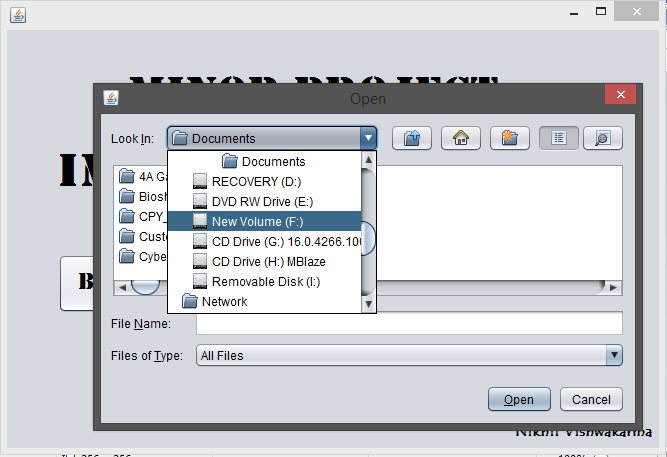 MINOR PROJECT
Open
Look In:
Documents
Documents
RECOVERY (D:)
DVD RW Drive (E:)
New Volume (F:)
CD Drive (G:) 16.0.4266.100
CD Drive (H:) MBlaze
Removable Disk (I:)
Network
4A Ga
Biosh
CPY_
Custo
Cybe
IM
B
File Name:
Files of Type:
All Files
Open
Cancel
Nikhil Vishwakarma